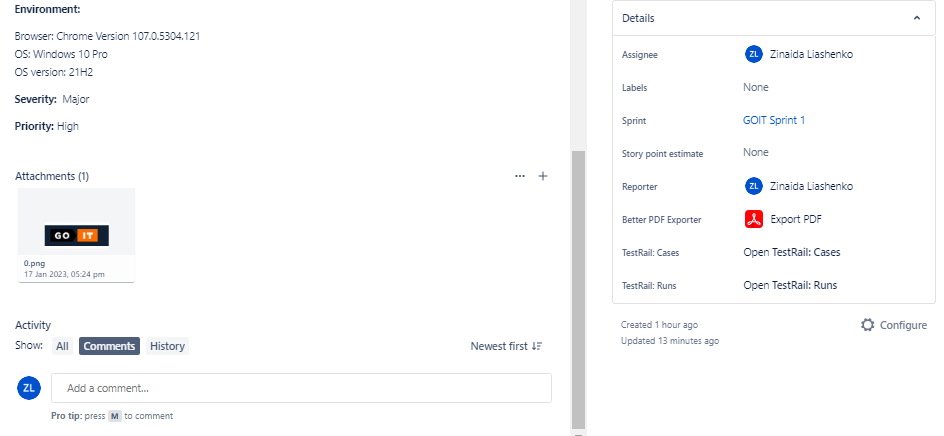 Environment:
Browser: Chrome Version 107.0.5304.121
OS: Windows 10 Pro
OS version: 21H2
Severity: Major
Priority: High
Attachments (1)
GO IT
0.png
17 Jan 2023, 05:24 pm
Activity
Show: All Comments History Newest first
ZL Add a comment...
Pro tip: press M to comment
Details
Assignee ZL Zinaida Liashenko
Labels None
Sprint GOIT Sprint 1
Story point estimate None
Reporter ZL Zinaida Liashenko
Better PDF Exporter Export PDF
TestRail: Cases Open TestRail: Cases
TestRail: Runs Open TestRail: Runs
Created 1 hour ago Configure
Updated 13 minutes ago